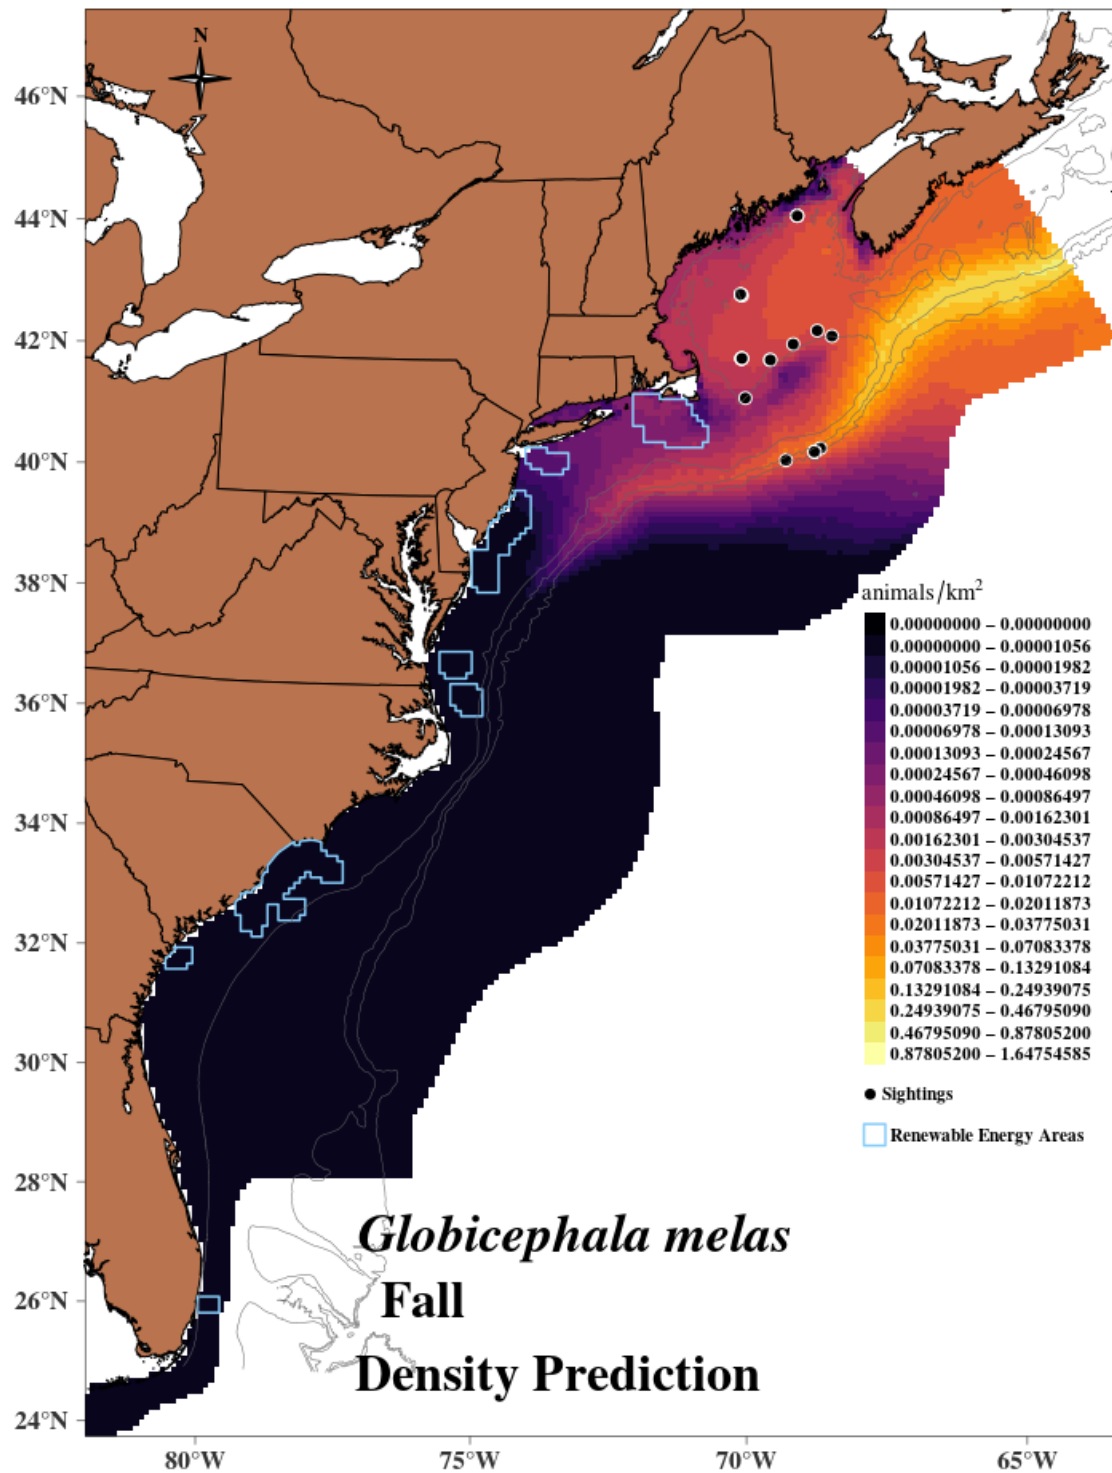 N
46°N
44°N
42°N
40°N
38°N
36°N
34°N
32°N
30°N
28°N
26°N
24°N
animals/km²
0.00000000 – 0.00000000
0.00000000 – 0.00001056
0.00001056 – 0.00001982
0.00001982 – 0.00003719
0.00003719 – 0.00006978
0.00006978 – 0.00013093
0.00013093 – 0.00024567
0.00024567 – 0.00046098
0.00046098 – 0.00086497
0.00086497 – 0.00162301
0.00162301 – 0.00304537
0.00304537 – 0.00571427
0.00571427 – 0.01072212
0.01072212 – 0.02011873
0.02011873 – 0.03775031
0.03775031 – 0.07083378
0.07083378 – 0.13291084
0.13291084 – 0.24939075
0.24939075 – 0.46795090
0.46795090 – 0.87805200
0.87805200 – 1.64754585
Sightings
Renewable Energy Areas
Globicephala melas
Fall
Density Prediction
80°W 75°W 70°W 65°W